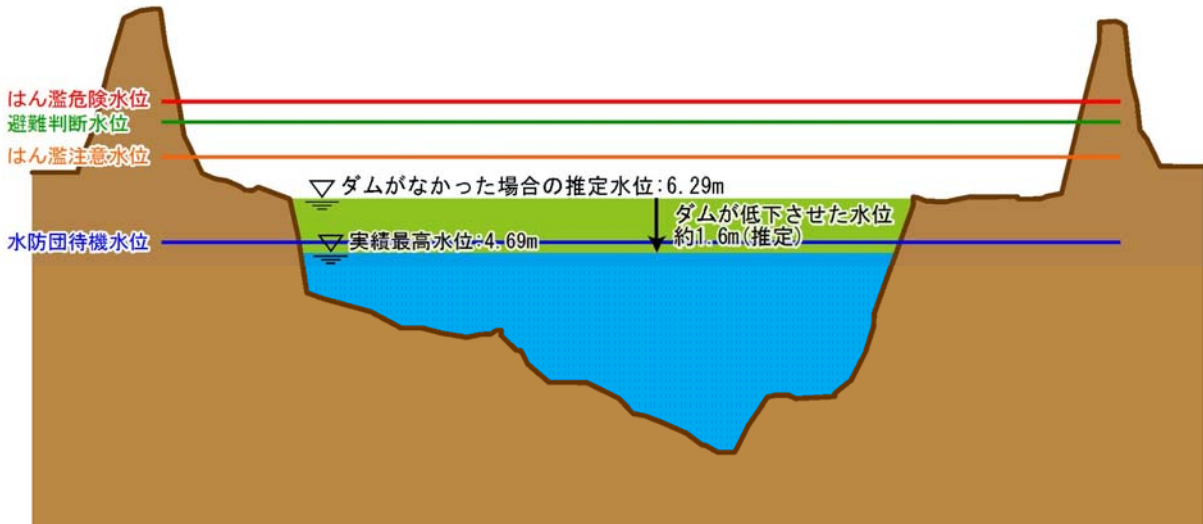 はん濫危険水位
避難判断水位
はん濫注意水位
ダムがなかった場合の推定水位:6.29m
ダムが低下させた水位
約1.6m(推定)
水防団待機水位
実績最高水位:4.69m